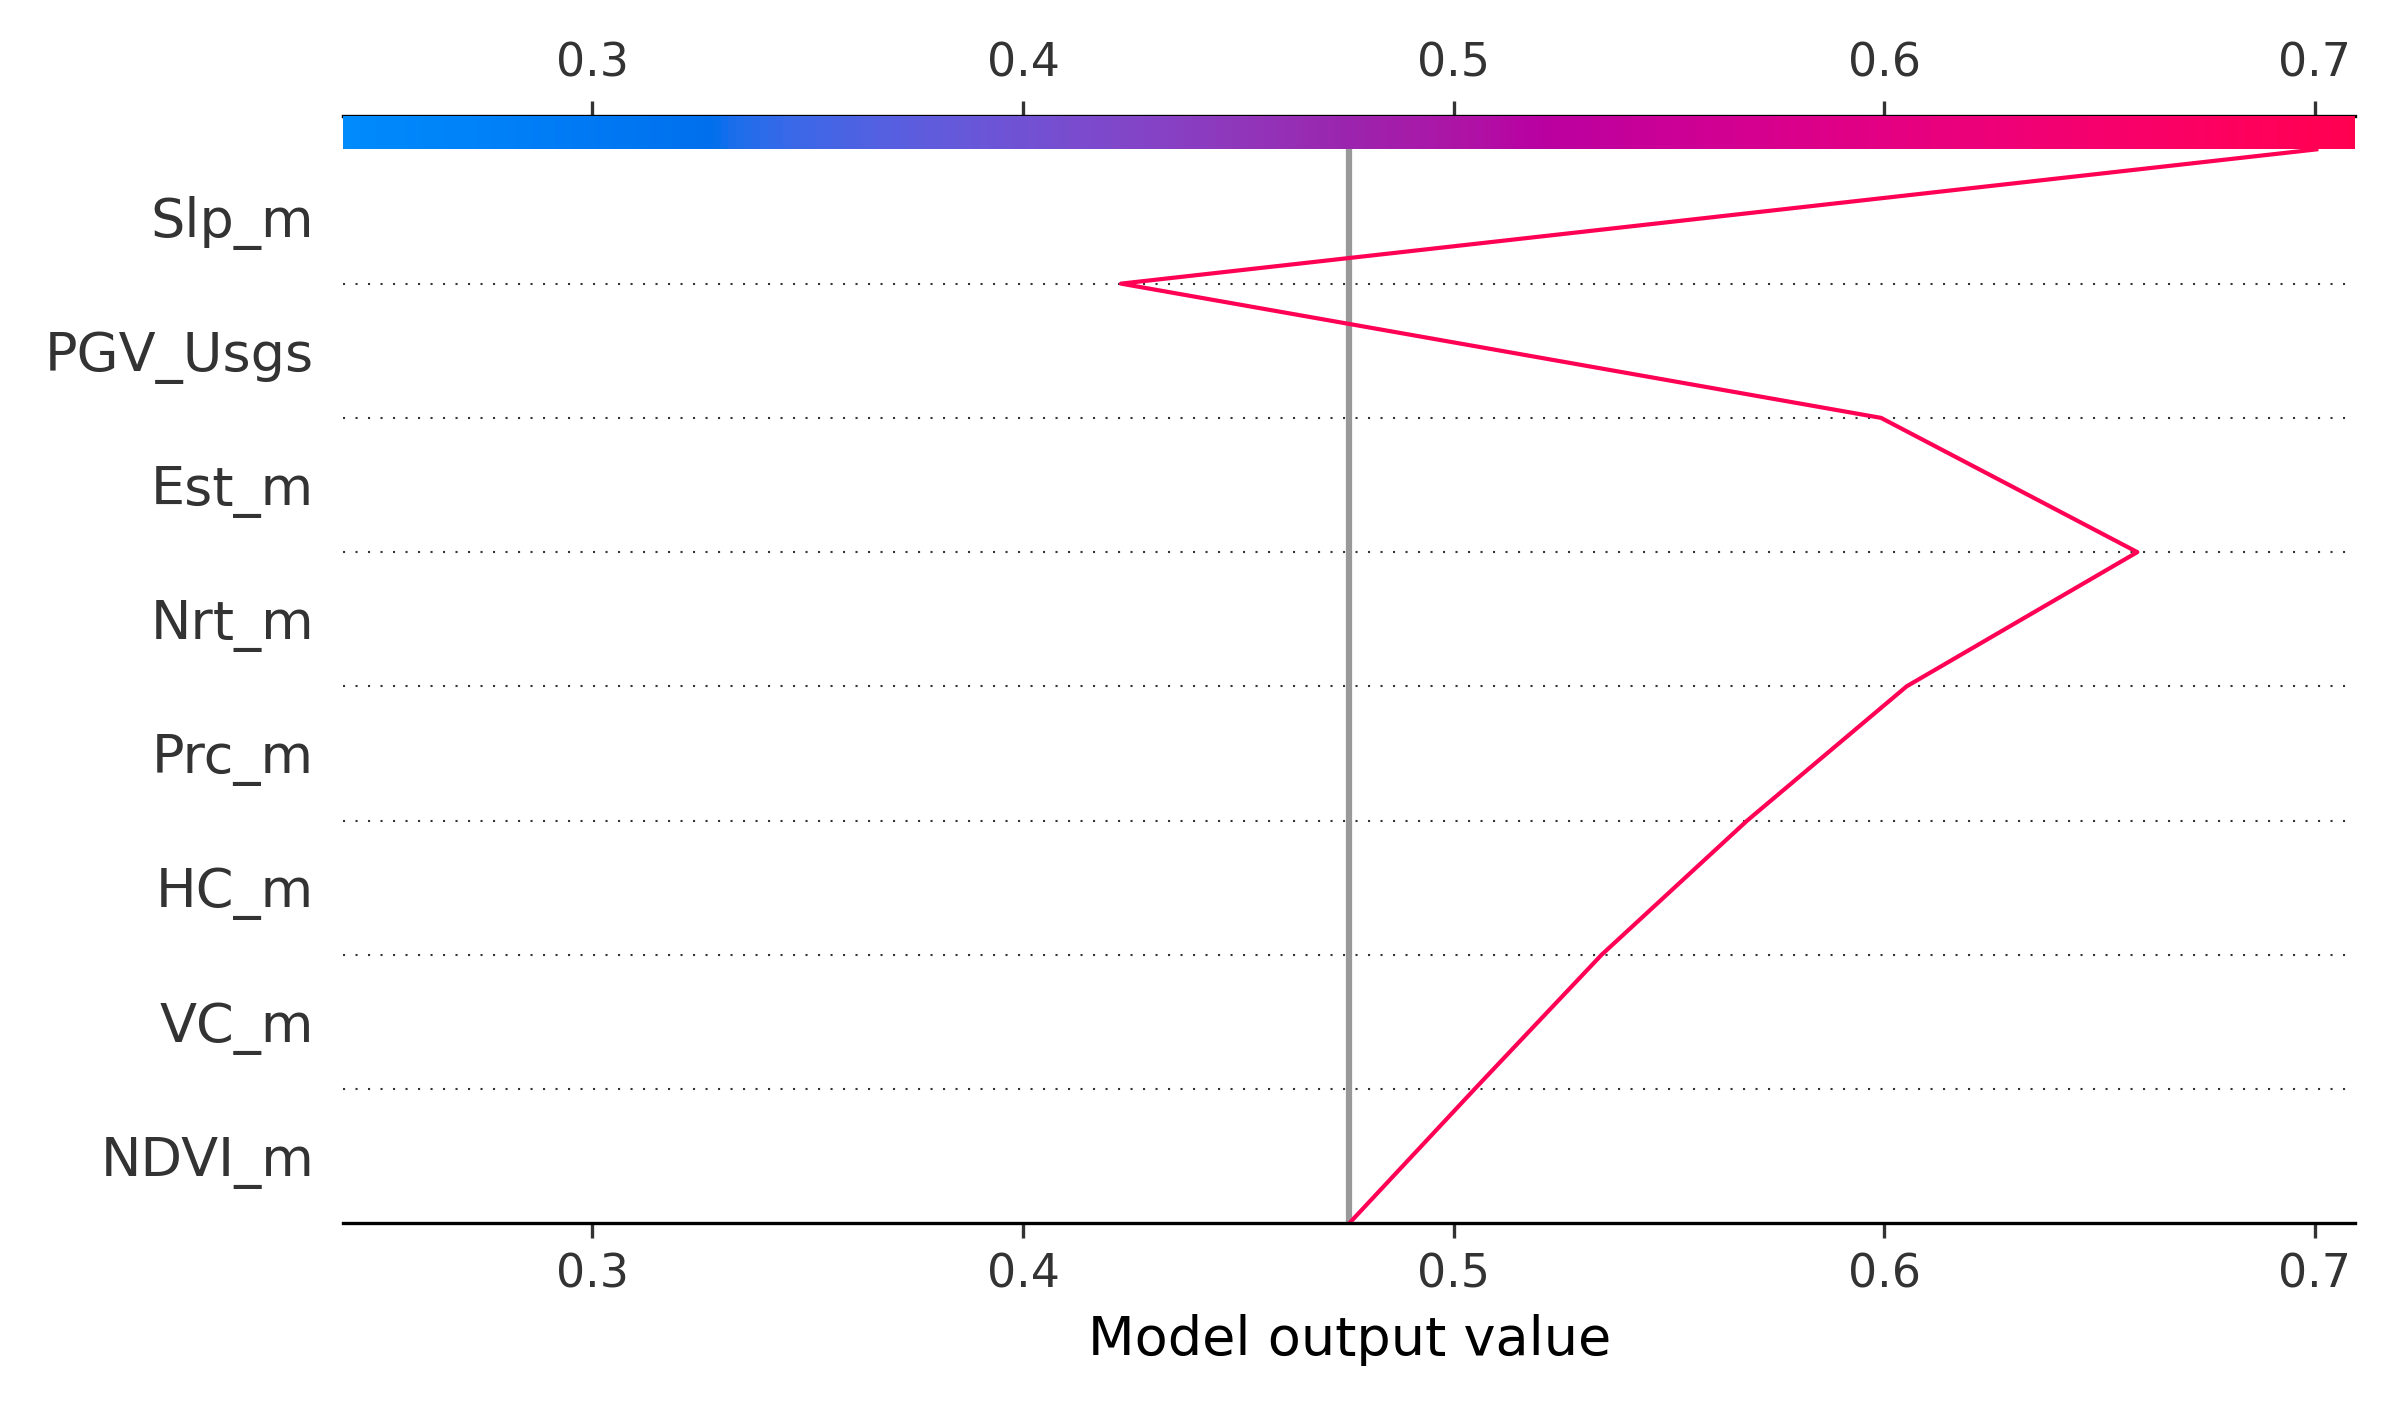 0.3 0.4 0.5 0.6 0.7
Slp_m
PGV_Usgs
Est_m
Nrt_m
Prc_m
HC_m
VC_m
NDVI_m
0.3 0.4 0.5 0.6 0.7
Model output value